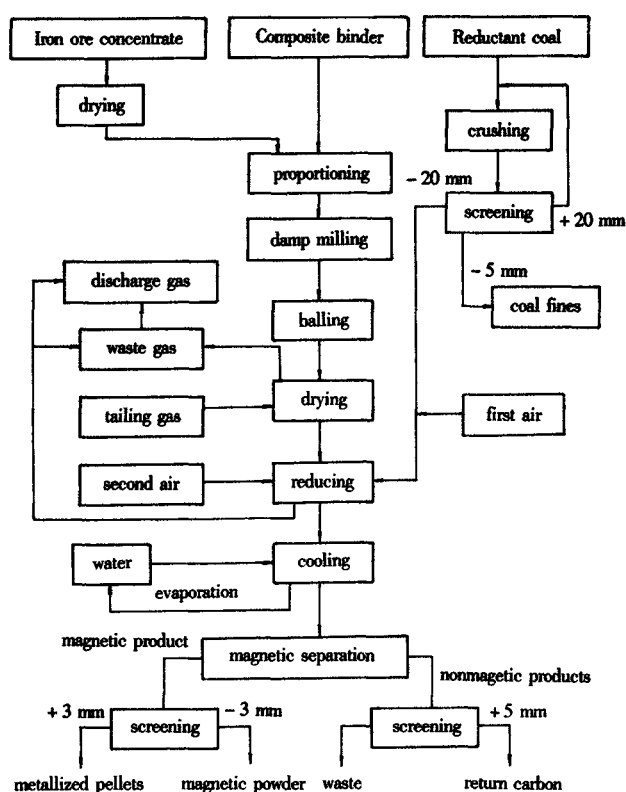 Iron ore concentrate
Composite binder
Reductant coal
drying
crushing
proportioning
- 20 mm
screening
+ 20 mm
damp milling
- 5 mm
discharge gas
coal fines
balling
waste gas
drying
tailing gas
first air
second air
reducing
water
cooling
evaporation
magnetic product
magnetic separation
nonmagetic products
+ 3 mm
screening
- 3 mm
screening
+ 5 mm
metallized pellets
magnetic powder
waste
return carbon